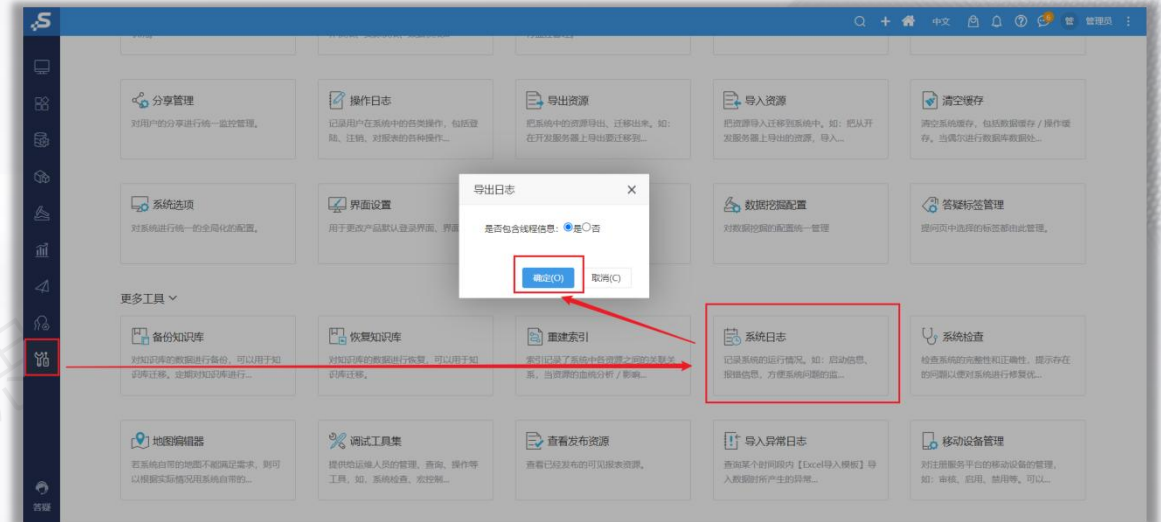 中文
管
管理员
分享管理
对用户的分享进行统一监控管理。
操作日志
记录用户在系统中的各类操作，包括登
陆、注销、对报表的各种操作...
导出资源
把系统中的资源导出、迁移出来。如：
在开发服务器上导出要迁移到...
导入资源
把资源导入迁移到系统中。如：把从开
发服务器上导出的资源，导入...
清空缓存
清空系统缓存，包括数据缓存 / 操作缓
存。当偶尔进行数据库数据处...
系统选项
对系统进行统一的全局化的配置。
界面设置
用于更改产品默认登录界面、界面
数据挖掘配置
对数据挖掘的配置统一管理
答疑标签管理
提问页中选择的标签都由此管理。
导出日志
是否包含线程信息：
是
否
确定(O)
取消(C)
更多工具
备份知识库
对知识库的数据进行备份，可以用于知
识库迁移。定期对知识库进行...
恢复知识库
对知识库的数据进行恢复，可以用于知
识库迁移。
重建索引
索引记录了系统中各资源之间的关联关
系，当资源的血统分析 / 影响...
系统日志
记录系统的运行情况。如：启动信息、
报错信息，方便系统问题的监...
系统检查
检查系统的完整性和正确性，提示存在
的问题以便对系统进行修复优...
地图编辑器
若系统自带的地图不能满足需求，则可
以根据实际情况用系统自带的...
调试工具集
提供给运维人员的管理、查询、操作等
工具，如，系统检查、宏控制...
查看发布资源
查看已经发布的可见报表资源。
导入异常日志
查询某个时间段内【Excel导入模板】导
入数据时所产生的异常...
移动设备管理
对注册服务平台的移动设备的管理，
如：审核、启用、禁用等。可以...
答疑